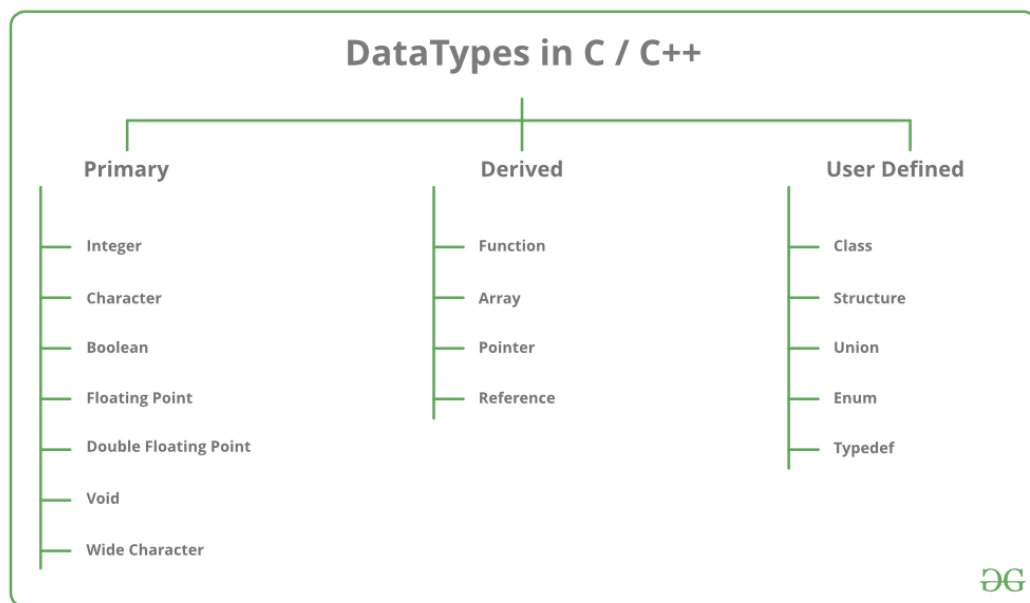 DataTypes in C / C++
Primary
Integer
Character
Boolean
Floating Point
Double Floating Point
Void
Wide Character
Derived
Function
Array
Pointer
Reference
User Defined
Class
Structure
Union
Enum
Typedef